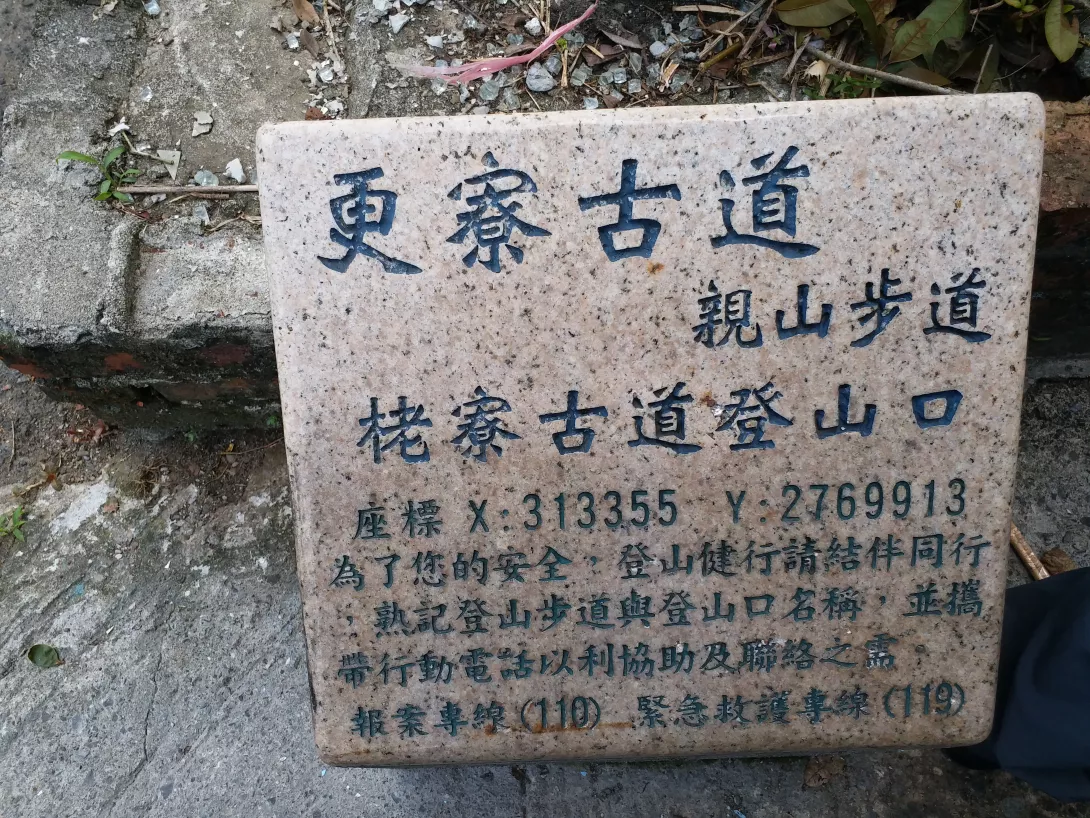 更寮古道
親山步道
栳寮古道登山口
座標 X:313355 Y:2769913
為了您的安全，登山健行請結伴同行
，熟記登山步道與登山口名稱，並攜
帶行動電話以利協助及聯絡之需
報案專線(110) 緊急救護專線(119)